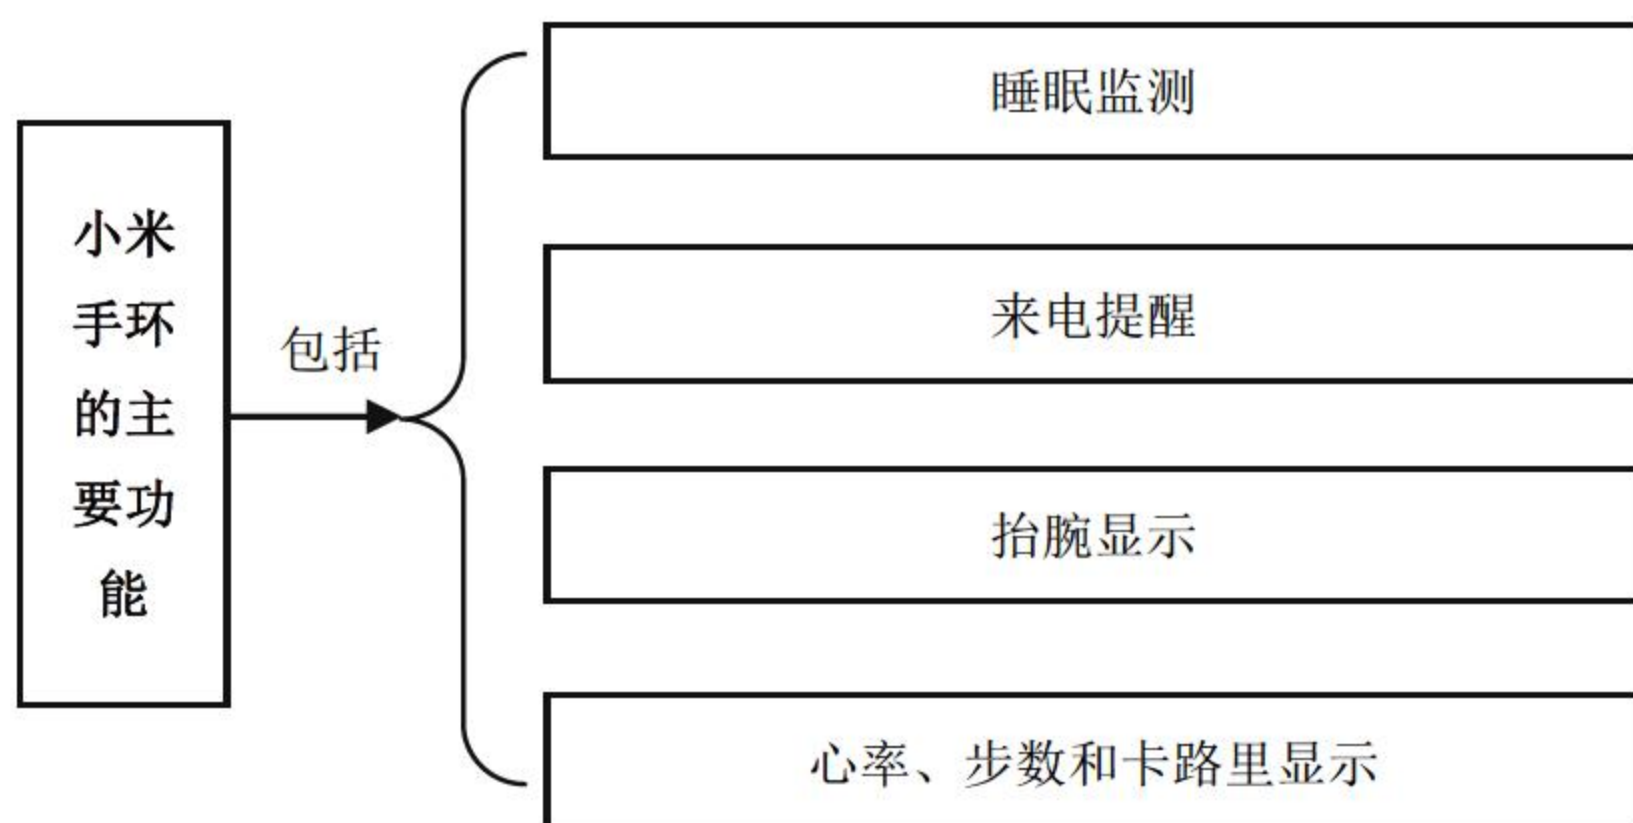 小米
手环
的主
要功
能
包括
睡眠监测
来电提醒
抬腕显示
心率、步数和卡路里显示